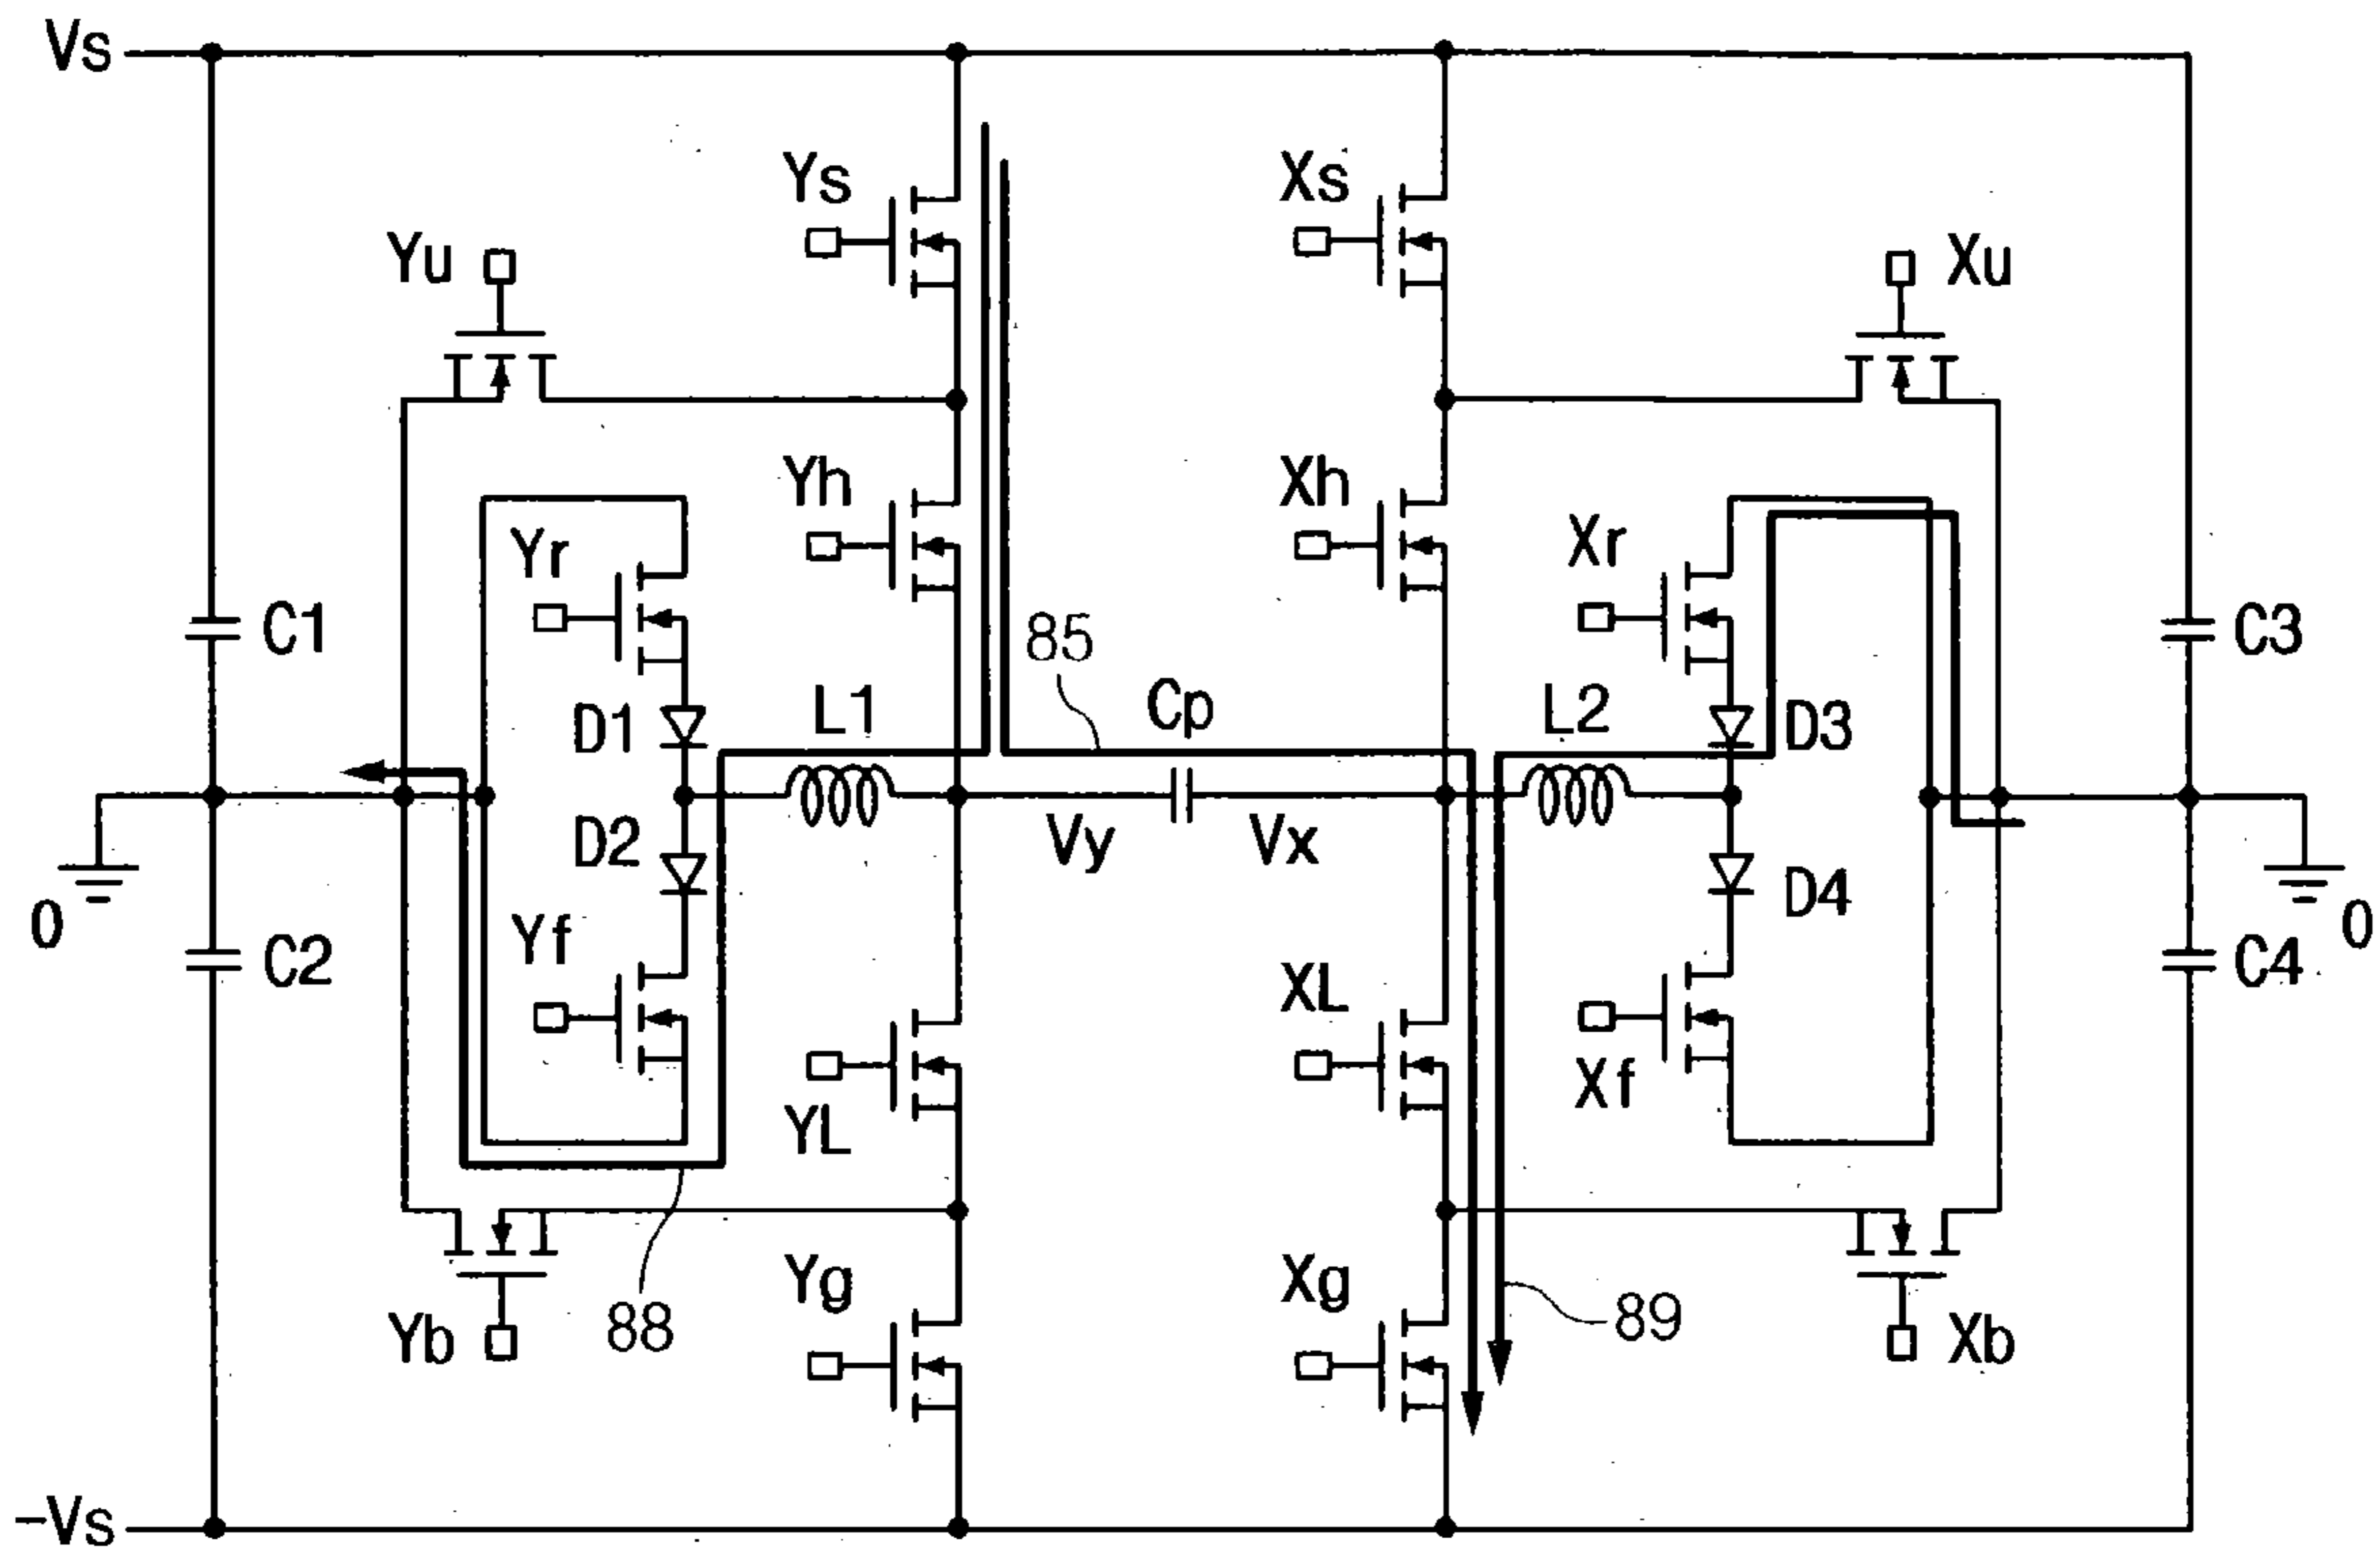 Vs
Ys
Xs
Yu
Xu
Yh
Xh
Yr
Xr
C1
85
C3
D1
L1
Cp
L2
D3
Vy
Vx
D2
D4
0
0
C2
Yf
C4
XL
YL
Xf
Yg
Xg
Yb
88
89
Xb
-Vs